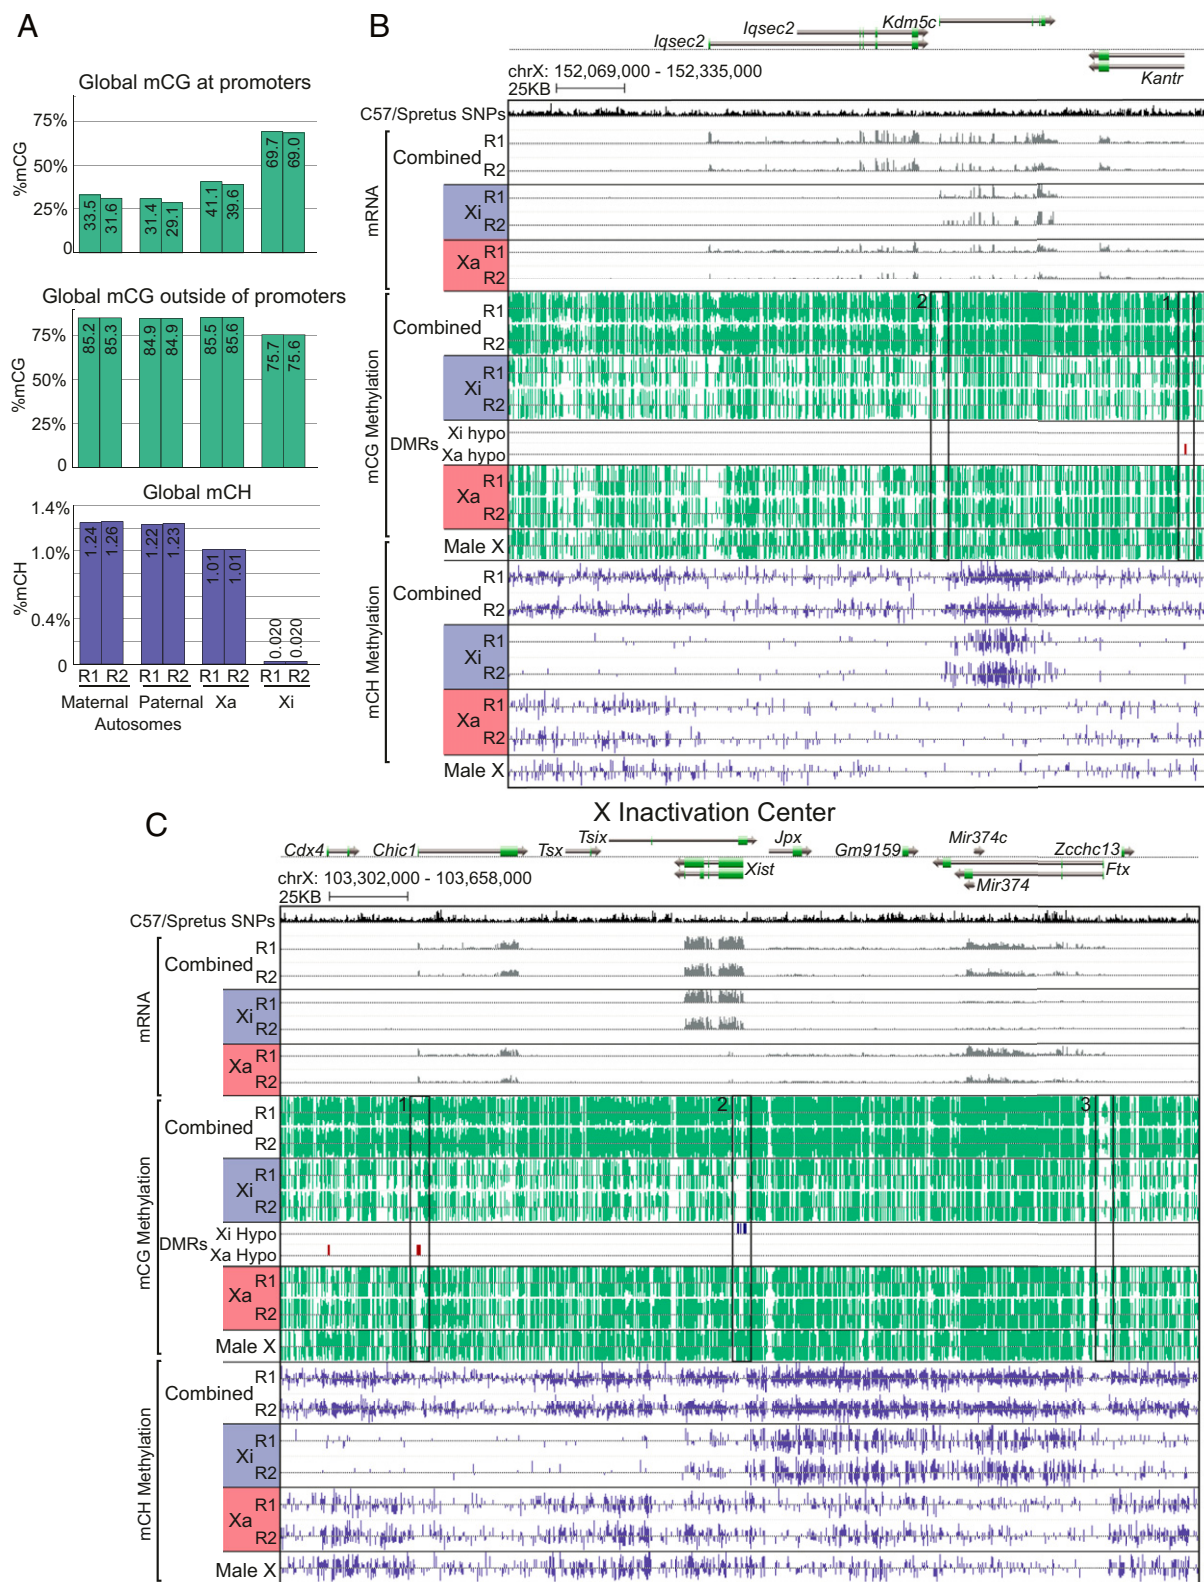 A
Global mCG at promoters
%mCG
75%
50%
25%
0
33.5
31.6
31.4
29.1
41.1
39.6
69.7
69.0
Global mCG outside of promoters
%mCG
75%
50%
25%
0
85.2
85.3
84.9
84.9
85.5
85.6
75.7
75.6
Global mCH
%mCH
1.4%
1.0%
0.4%
0
1.24
1.26
1.22
1.23
1.01
1.01
0.020
0.020
R1 R2 R1 R2 R1 R2 R1 R2
Maternal Paternal Xa Xi
Autosomes
B
Iqsec2
Iqsec2
Kdm5c
Kantr
chrX: 152,069,000 - 152,335,000
25KB
C57/Spretus SNPs
mRNA
Combined
R1
R2
Xi
R1
R2
Xa
R1
R2
mCG Methylation
Combined
R1
R2
2
1
Xi
R1
R2
DMRs
Xi hypo
Xa hypo
Xa
R1
R2
Male X
mCH Methylation
Combined
R1
R2
Xi
R1
R2
Xa
R1
R2
Male X
C
X Inactivation Center
Cdx4
Chic1
Tsx
Tsix
Xist
Jpx
Gm9159
Mir374c
Mir374
Zcchc13
Ftx
chrX: 103,302,000 - 103,658,000
25KB
C57/Spretus SNPs
mRNA
Combined
R1
R2
Xi
R1
R2
Xa
R1
R2
mCG Methylation
Combined
R1
R2
1
2
3
Xi
R1
R2
DMRs
Xi Hypo
Xa Hypo
Xa
R1
R2
Male X
mCH Methylation
Combined
R1
R2
Xi
R1
R2
Xa
R1
R2
Male X